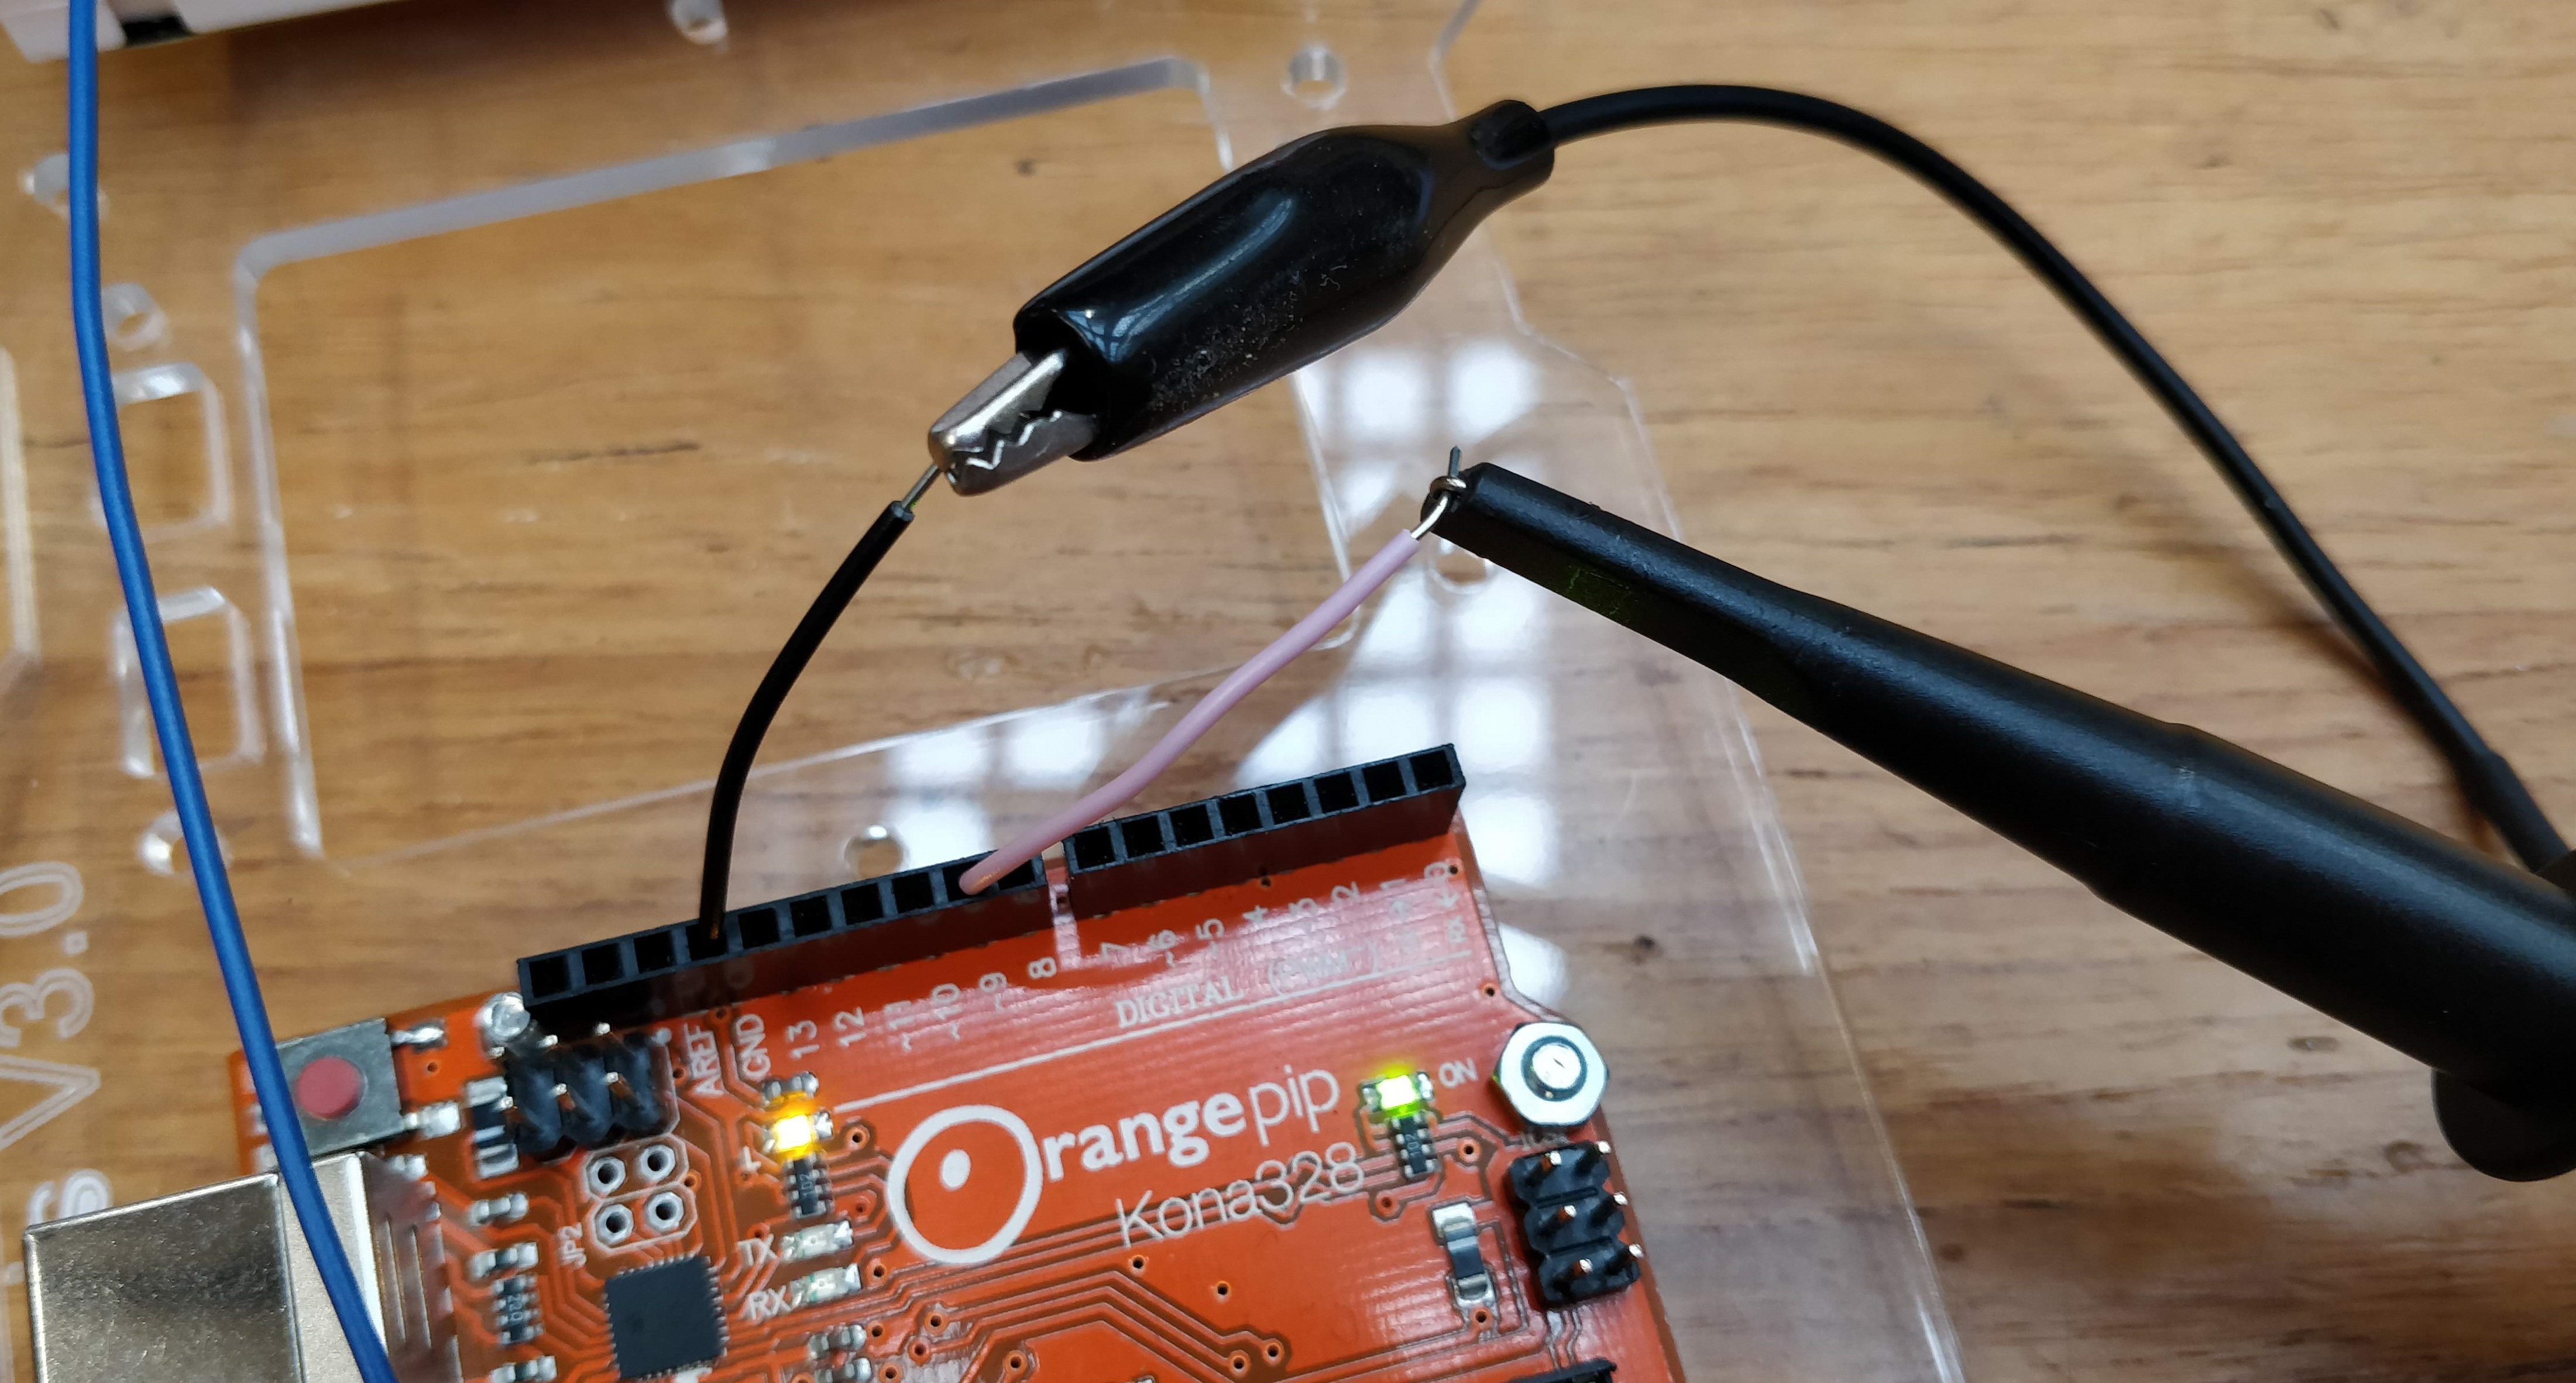 V3.0
AREF
GND
13
12
~11
~10
~9
8
7
~6
~5
4
2
DIGITAL
ON
Orangepip
Kona328
L
TX
RX
JP2